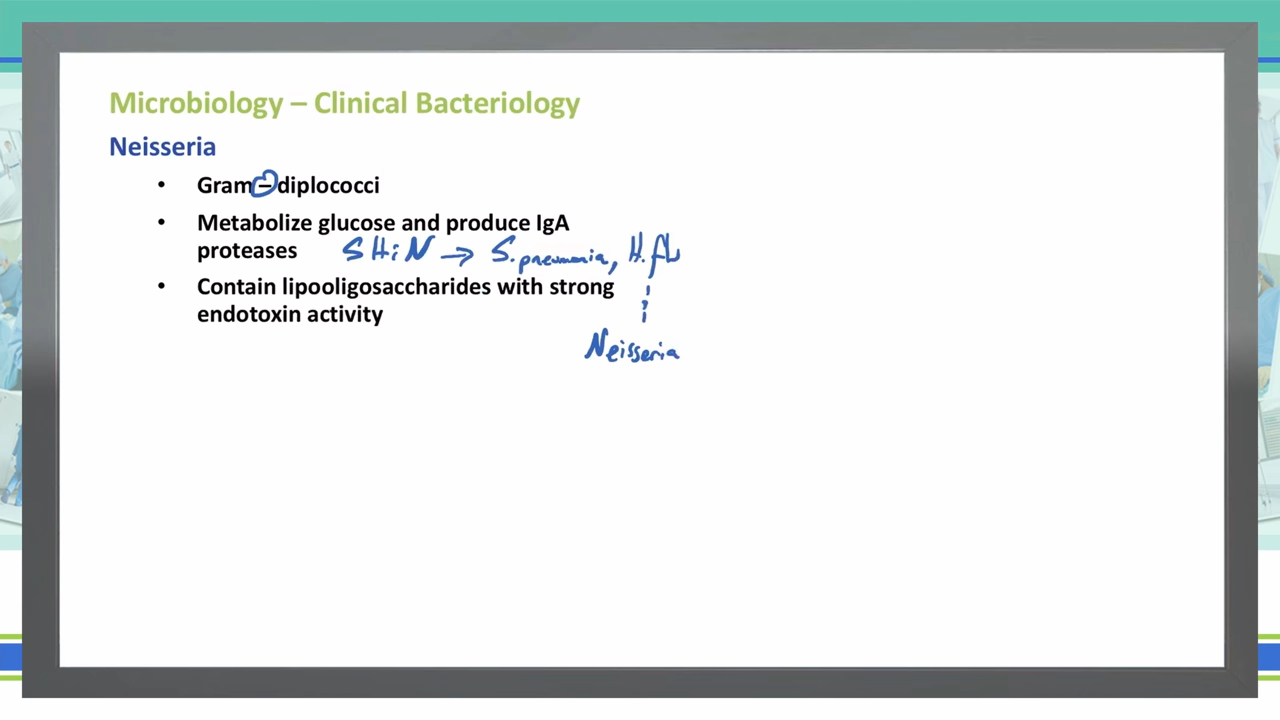 Microbiology – Clinical Bacteriology
Neisseria
• Gram – diplococci
• Metabolize glucose and produce IgA
proteases SHiN → S. pneumonia, H. flu
• Contain lipooligosaccharides with strong
endotoxin activity
Neisseria